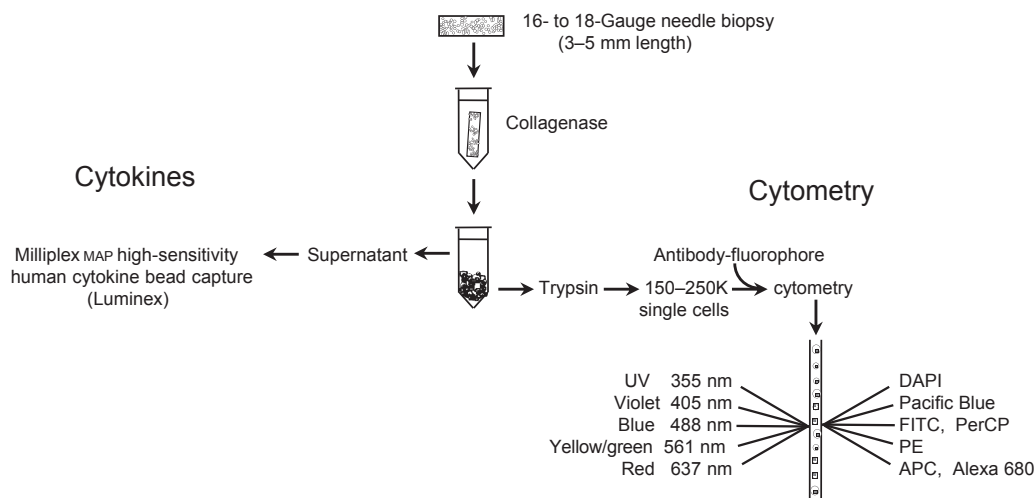 16- to 18-Gauge needle biopsy
(3–5 mm length)
Collagenase
Cytokines
Cytometry
Milliplex MAP high-sensitivity
human cytokine bead capture
(Luminex)
Supernatant
Antibody-fluorophore
Trypsin
150–250K
single cells
cytometry
UV 355 nm
Violet 405 nm
Blue 488 nm
Yellow/green 561 nm
Red 637 nm
DAPI
Pacific Blue
FITC, PerCP
PE
APC, Alexa 680